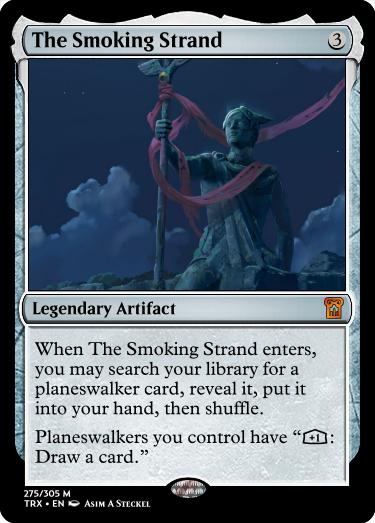 The Smoking Strand 3
Legendary Artifact
When The Smoking Strand enters,
you may search your library for a
planeswalker card, reveal it, put it
into your hand, then shuffle.
Planeswalkers you control have “+1:
Draw a card.”
275/305 M
TRX • EN Asim A Steckel